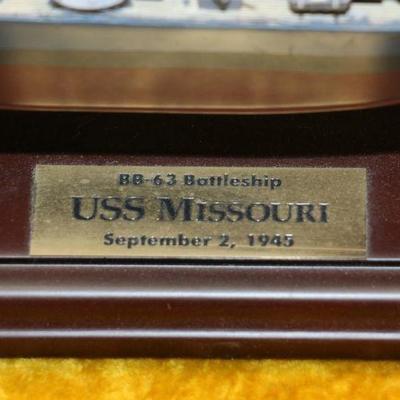 BB-63 Battleship
USS MISSOURI
September 2, 1945